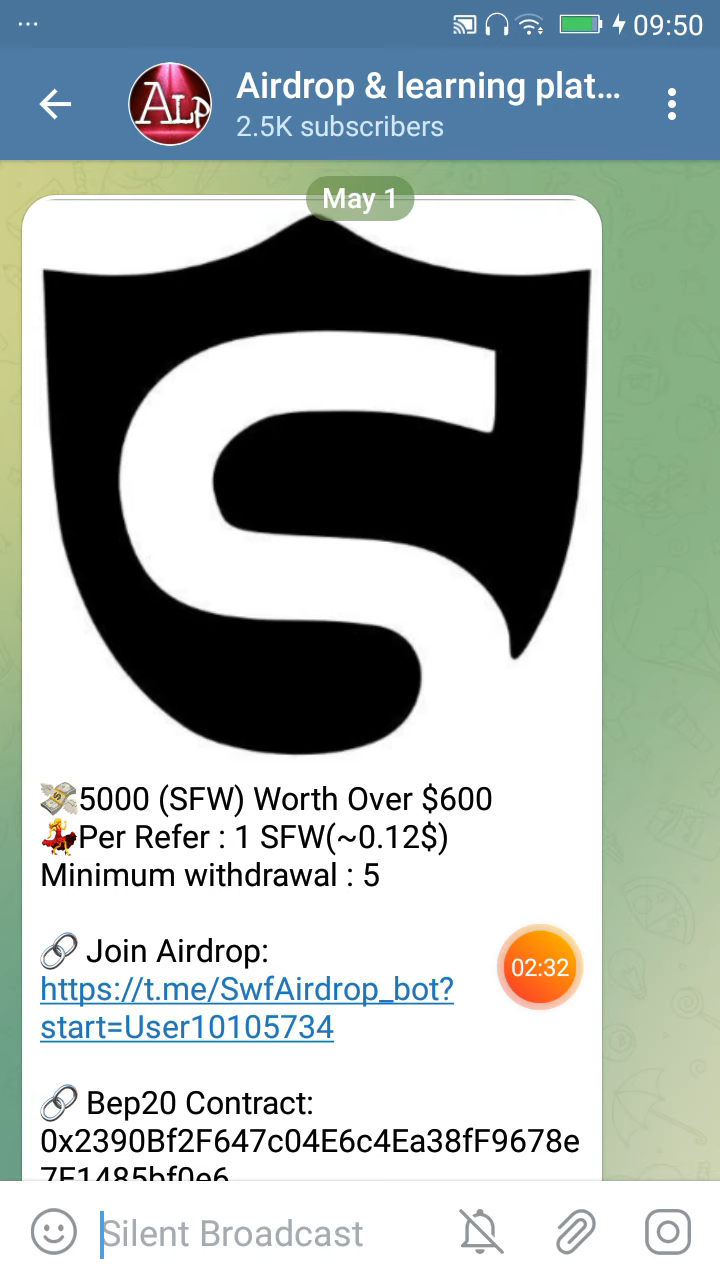 09:50
ALP
Airdrop & learning plat...
2.5K subscribers
May 1
💸5000 (SFW) Worth Over $600
💃Per Refer : 1 SFW(~0.12$)
Minimum withdrawal : 5
🔗 Join Airdrop:
https://t.me/SwfAirdrop_bot?
start=User10105734
02:32
🔗 Bep20 Contract:
0x2390Bf2F647c04E6c4Ea38fF9678e
7F1485bf0e6
Silent Broadcast